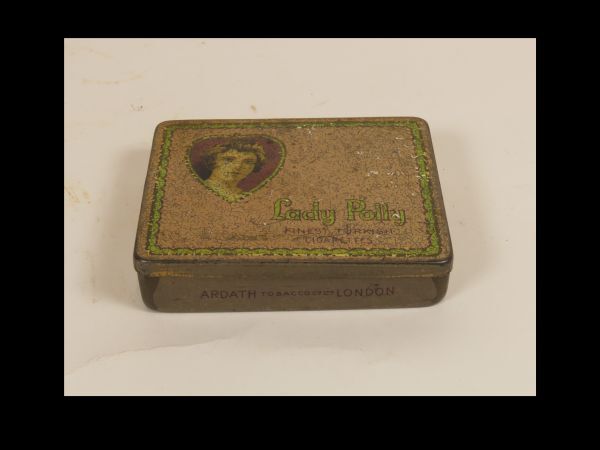 Lady Polly
FINEST TURKISH
CIGARETTES
ARDATH TOBACCO Co LTD LONDON